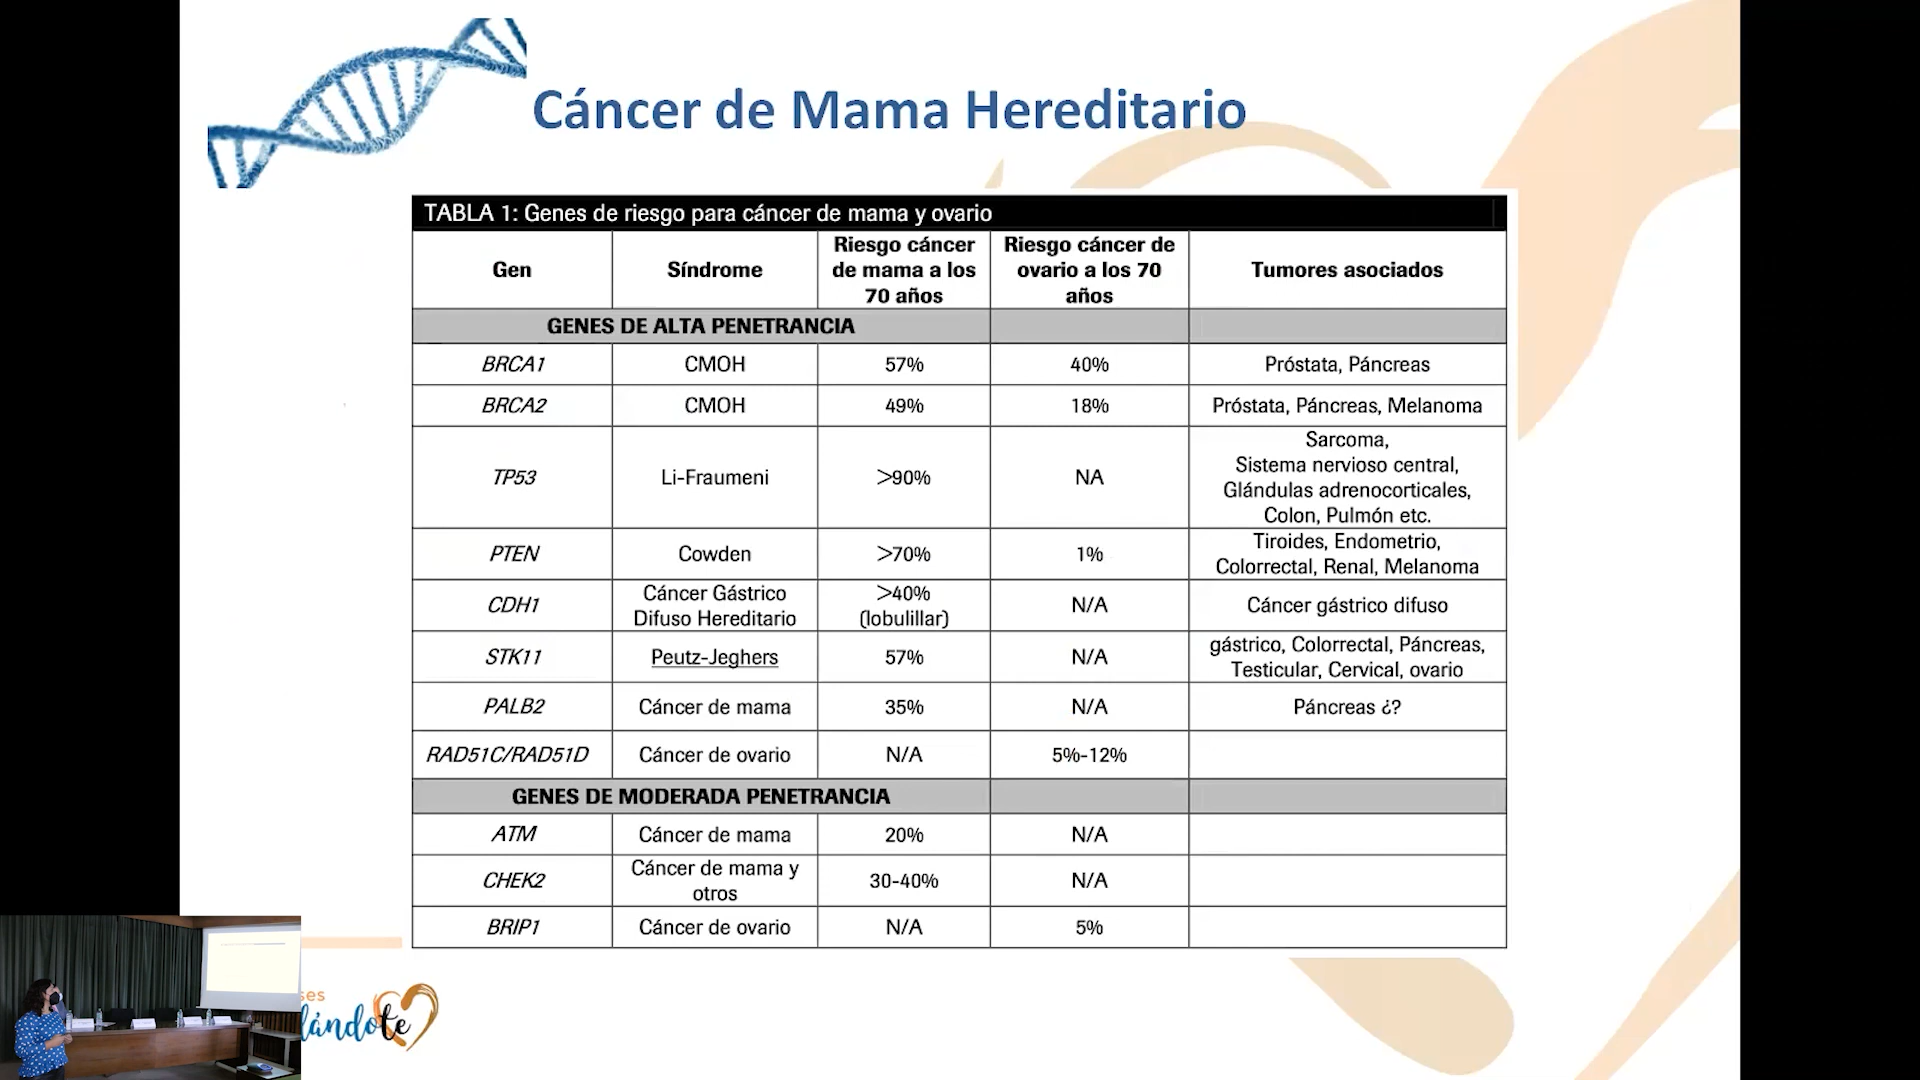 Cáncer de Mama Hereditario
TABLA 1: Genes de riesgo para cáncer de mama y ovario
Gen
Síndrome
Riesgo cáncer
de mama a los
70 años
Riesgo cáncer de
ovario a los 70
años
Tumores asociados
GENES DE ALTA PENETRANCIA
BRCA1
CMOH
57%
40%
Próstata, Páncreas
BRCA2
CMOH
49%
18%
Próstata, Páncreas, Melanoma
TP53
Li-Fraumeni
>90%
NA
Sarcoma,
Sistema nervioso central,
Glándulas adrenocorticales,
Colon, Pulmón etc.
PTEN
Cowden
>70%
1%
Tiroides, Endometrio,
Colorrectal, Renal, Melanoma
CDH1
Cáncer Gástrico
Difuso Hereditario
>40%
(lobulillar)
N/A
Cáncer gástrico difuso
STK11
Peutz-Jeghers
57%
N/A
gástrico, Colorrectal, Páncreas,
Testicular, Cervical, ovario
PALB2
Cáncer de mama
35%
N/A
Páncreas ¿?
RAD51C/RAD51D
Cáncer de ovario
N/A
5%-12%
GENES DE MODERADA PENETRANCIA
ATM
Cáncer de mama
20%
N/A
CHEK2
Cáncer de mama y
otros
30-40%
N/A
BRIP1
Cáncer de ovario
N/A
5%